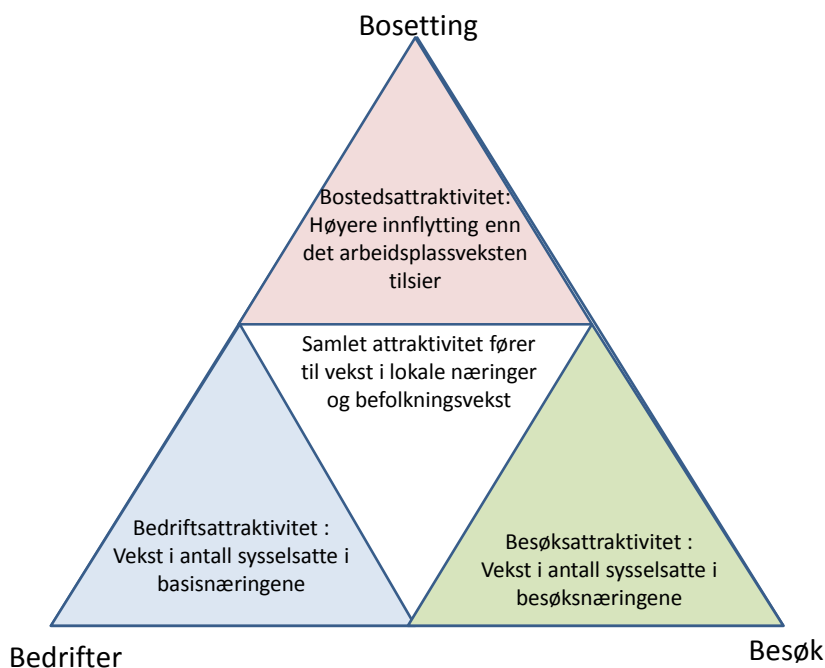 Bosetting
Bostedsattraktivitet:
Høyere innflytting enn
det arbeidsplassveksten
tilsier
Samlet attraktivitet fører
til vekst i lokale næringer
og befolkningsvekst
Bedriftsattraktivitet :
Vekst i antall sysselsatte i
basisnæringene
Besøksattraktivitet :
Vekst i antall sysselsatte i
besøksnæringene
Bedrifter
Besøk